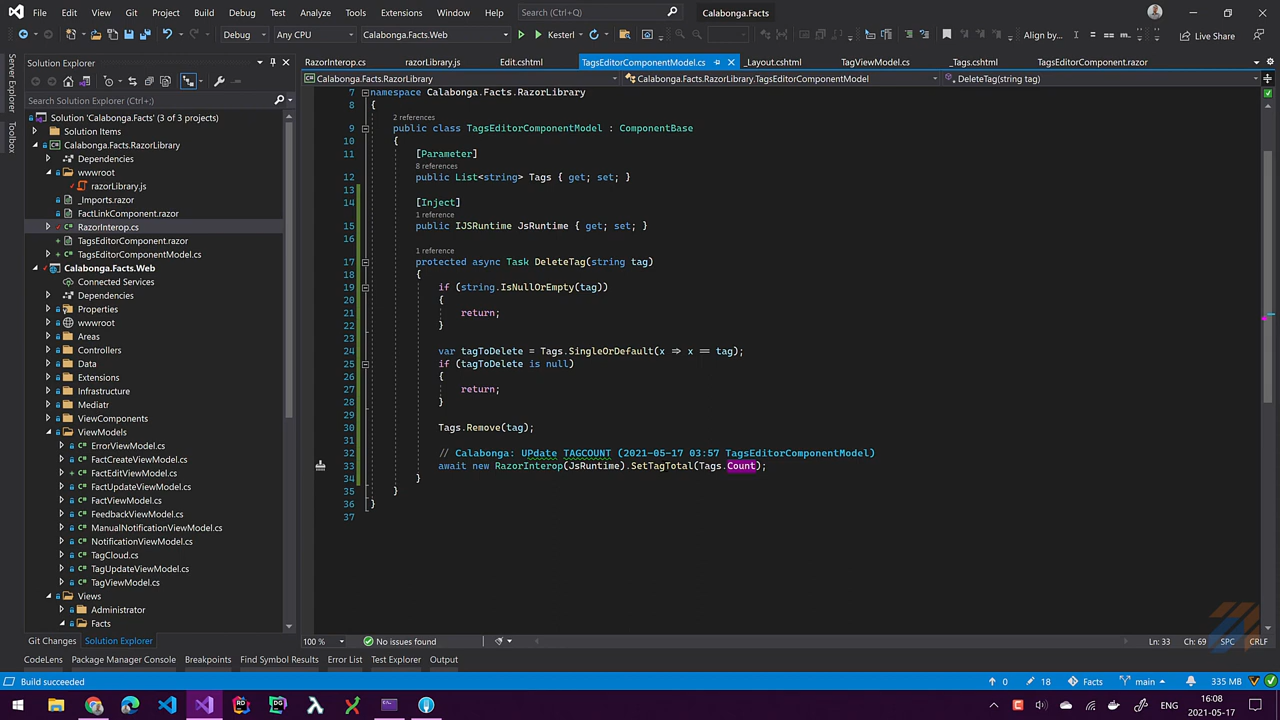 File Edit View Git Project Build Debug Test Analyze Tools Extensions Window Help Search (Ctrl+Q) Calabonga.Facts
Debug Any CPU Calabonga.Facts.Web Kesterl Align by... Live Share
Server Explorer
Toolbox
Solution Explorer
Search Solution Explorer (Ctrl+;)
Solution 'Calabonga.Facts' (3 of 3 projects)
Solution Items
Calabonga.Facts.RazorLibrary
Dependencies
wwwroot
razorLibrary.js
_Imports.razor
FactLinkComponent.razor
RazorInterop.cs
TagsEditorComponent.razor
TagsEditorComponentModel.cs
Calabonga.Facts.Web
Connected Services
Dependencies
Properties
wwwroot
Areas
Controllers
Data
Extensions
Infrastructure
Mediatr
ViewComponents
ViewModels
ErrorViewModel.cs
FactCreateViewModel.cs
FactEditViewModel.cs
FactUpdateViewModel.cs
FactViewModel.cs
FeedbackViewModel.cs
ManualNotificationViewModel.cs
NotificationViewModel.cs
TagCloud.cs
TagUpdateViewModel.cs
TagViewModel.cs
Views
Administrator
Facts
Git Changes Solution Explorer
RazorInterop.cs razorLibrary.js Edit.cshtml TagsEditorComponentModel.cs _Layout.cshtml TagViewModel.cs _Tags.cshtml TagsEditorComponent.razor
Calabonga.Facts.RazorLibrary Calabonga.Facts.RazorLibrary.TagsEditorComponentModel DeleteTag(string tag)
7 namespace Calabonga.Facts.RazorLibrary
8 {
2 references
9 public class TagsEditorComponentModel : ComponentBase
10 {
11 [Parameter]
8 references
12 public List<string> Tags { get; set; }
13
14 [Inject]
1 reference
15 public IJSRuntime JsRuntime { get; set; }
16
1 reference
17 protected async Task DeleteTag(string tag)
18 {
19 if (string.IsNullOrEmpty(tag))
20 {
21 return;
22 }
23
24 var tagToDelete = Tags.SingleOrDefault(x => x == tag);
25 if (tagToDelete is null)
26 {
27 return;
28 }
29
30 Tags.Remove(tag);
31
32 // Calabonga: UPdate TAGCOUNT (2021-05-17 03:57 TagsEditorComponentModel)
33 await new RazorInterop(JsRuntime).SetTagTotal(Tags.Count);
34 }
35 }
36 }
37
100 % No issues found Ln: 33 Ch: 69 SPC CRLF
CodeLens Package Manager Console Breakpoints Find Symbol Results Error List Test Explorer Output
Build succeeded 0 18 Facts main 335 MB
ENG 16:08
2021-05-17